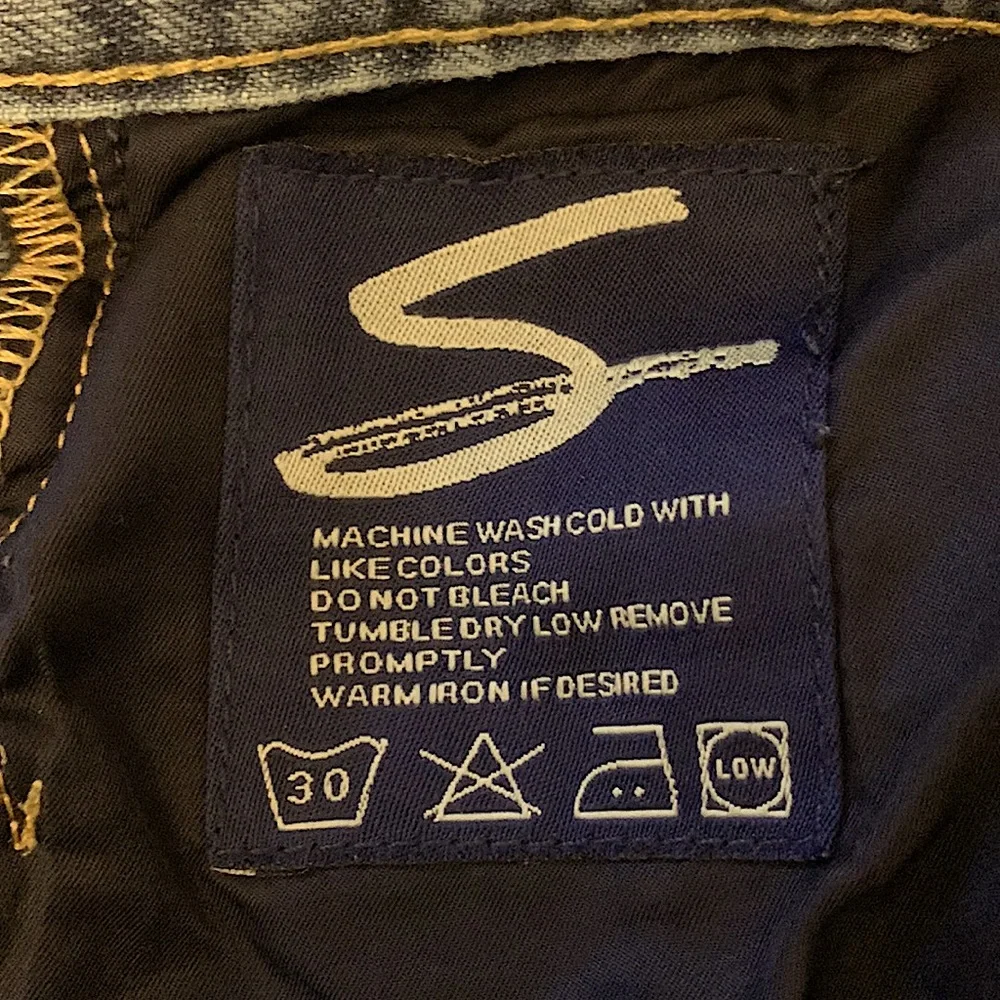 S
MACHINE WASH COLD WITH
LIKE COLORS
DO NOT BLEACH
TUMBLE DRY LOW REMOVE
PROMPTLY
WARM IRON IF DESIRED
30 LOW